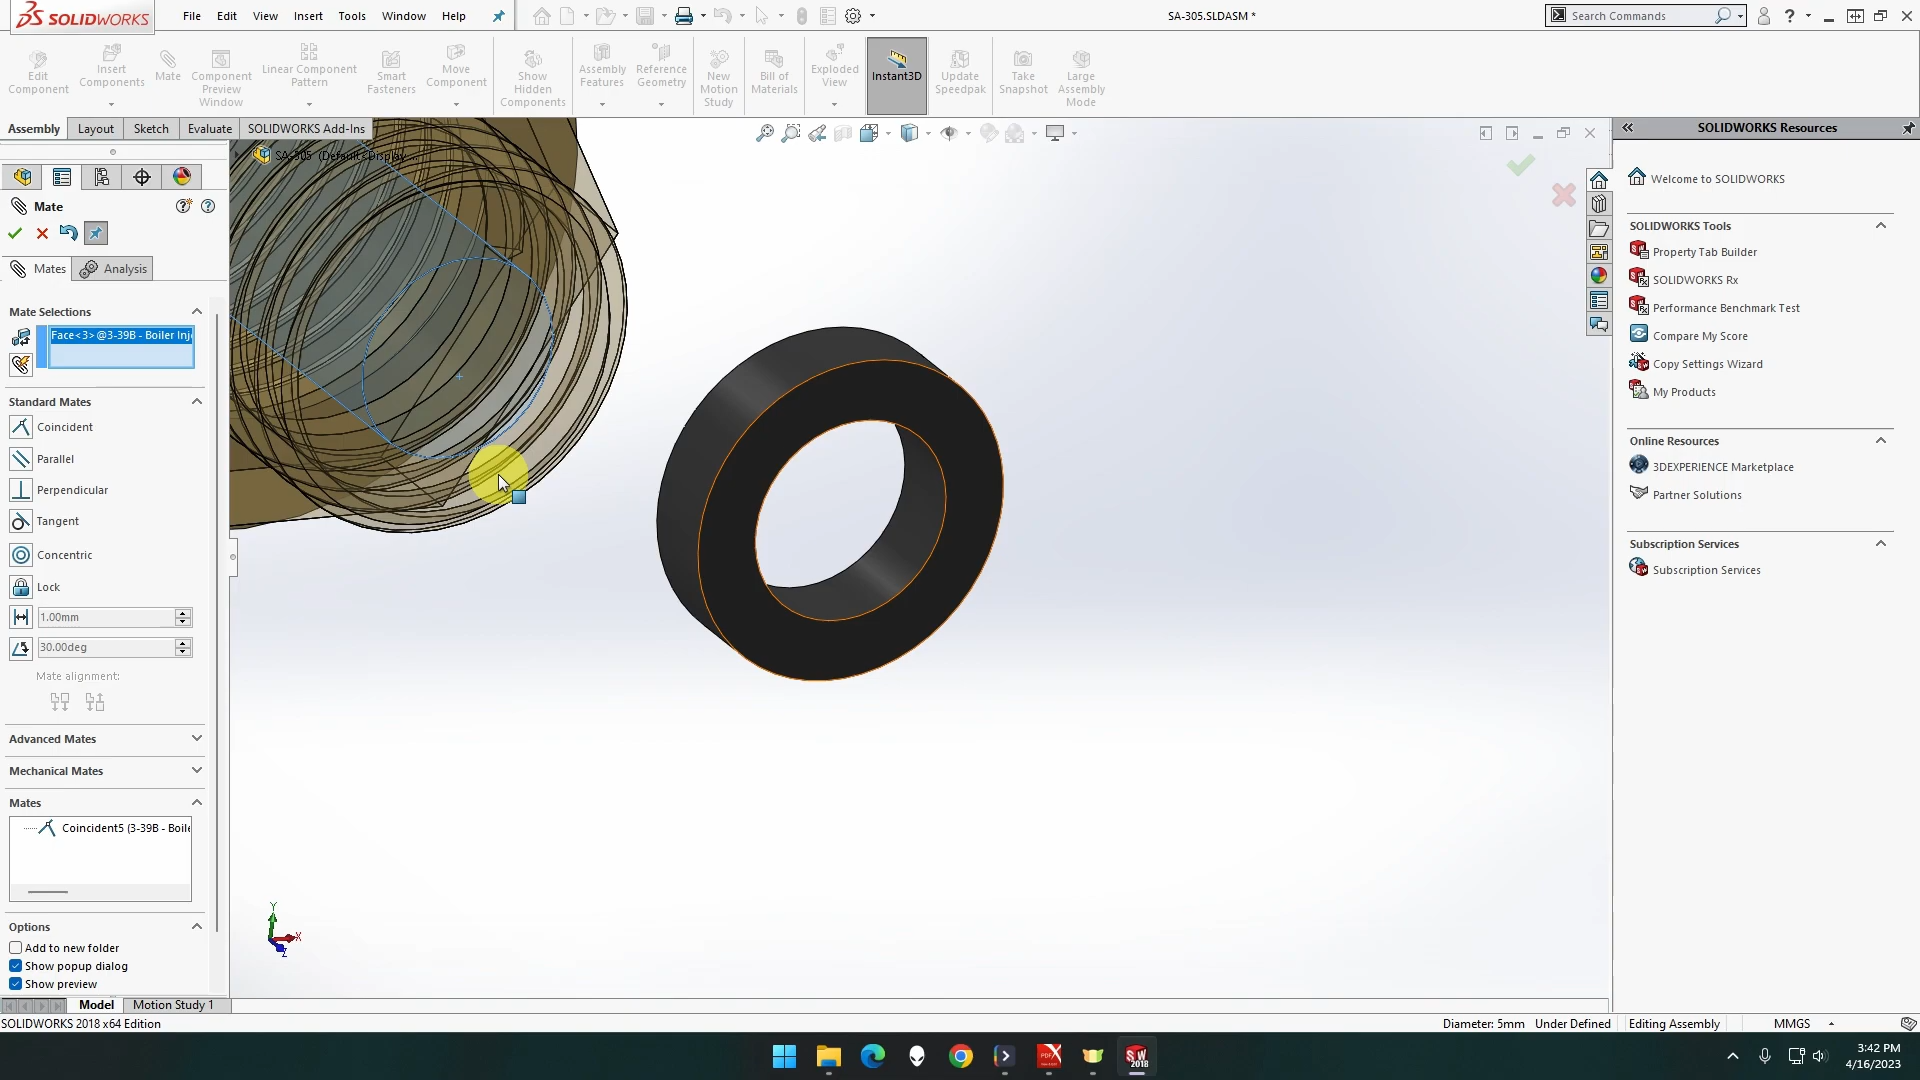 SOLIDWORKS
File Edit View Insert Tools Window Help
SA-305.SLDASM *
Search Commands
Edit Component
Insert Components
Mate
Component Preview Window
Linear Component Pattern
Smart Fasteners
Move Component
Show Hidden Components
Assembly Features
Reference Geometry
New Motion Study
Bill of Materials
Exploded View
Instant3D
Update Speedpak
Take Snapshot
Large Assembly Mode
Assembly Layout Sketch Evaluate SOLIDWORKS Add-Ins
SOLIDWORKS Resources
SA-305 (Default<Display ...
Welcome to SOLIDWORKS
Mate
SOLIDWORKS Tools
Property Tab Builder
SOLIDWORKS Rx
Performance Benchmark Test
Compare My Score
Copy Settings Wizard
My Products
Online Resources
3DEXPERIENCE Marketplace
Partner Solutions
Subscription Services
Subscription Services
Mates Analysis
Mate Selections
Face<3>@3-39B - Boiler Inj
Standard Mates
Coincident
Parallel
Perpendicular
Tangent
Concentric
Lock
1.00mm
30.00deg
Mate alignment:
Advanced Mates
Mechanical Mates
Mates
Coincident5 (3-39B - Boile
Options
Add to new folder
Show popup dialog
Show preview
Y
X
Z
Model Motion Study 1
SOLIDWORKS 2018 x64 Edition
Diameter: 5mm Under Defined Editing Assembly MMGS
3:42 PM
4/16/2023